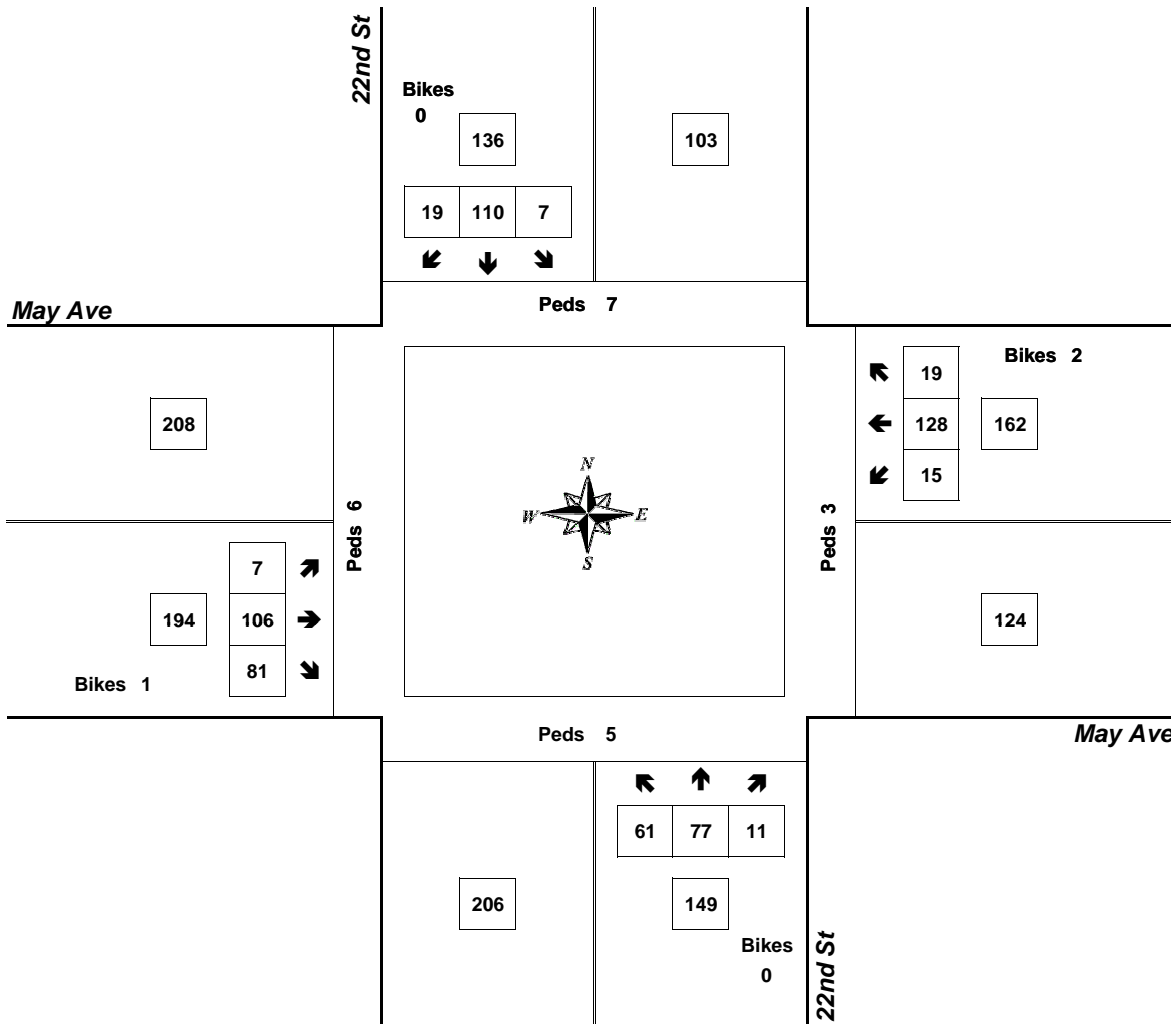 22nd St
Bikes
0
136
103
19 110 7
May Ave
Peds 7
19
Bikes 2
208
128 162
15
N
W E
S
Peds 6
Peds 3
7
194 106
81
124
Bikes 1
Peds 5
May Ave
61 77 11
206
149
Bikes
0
22nd St